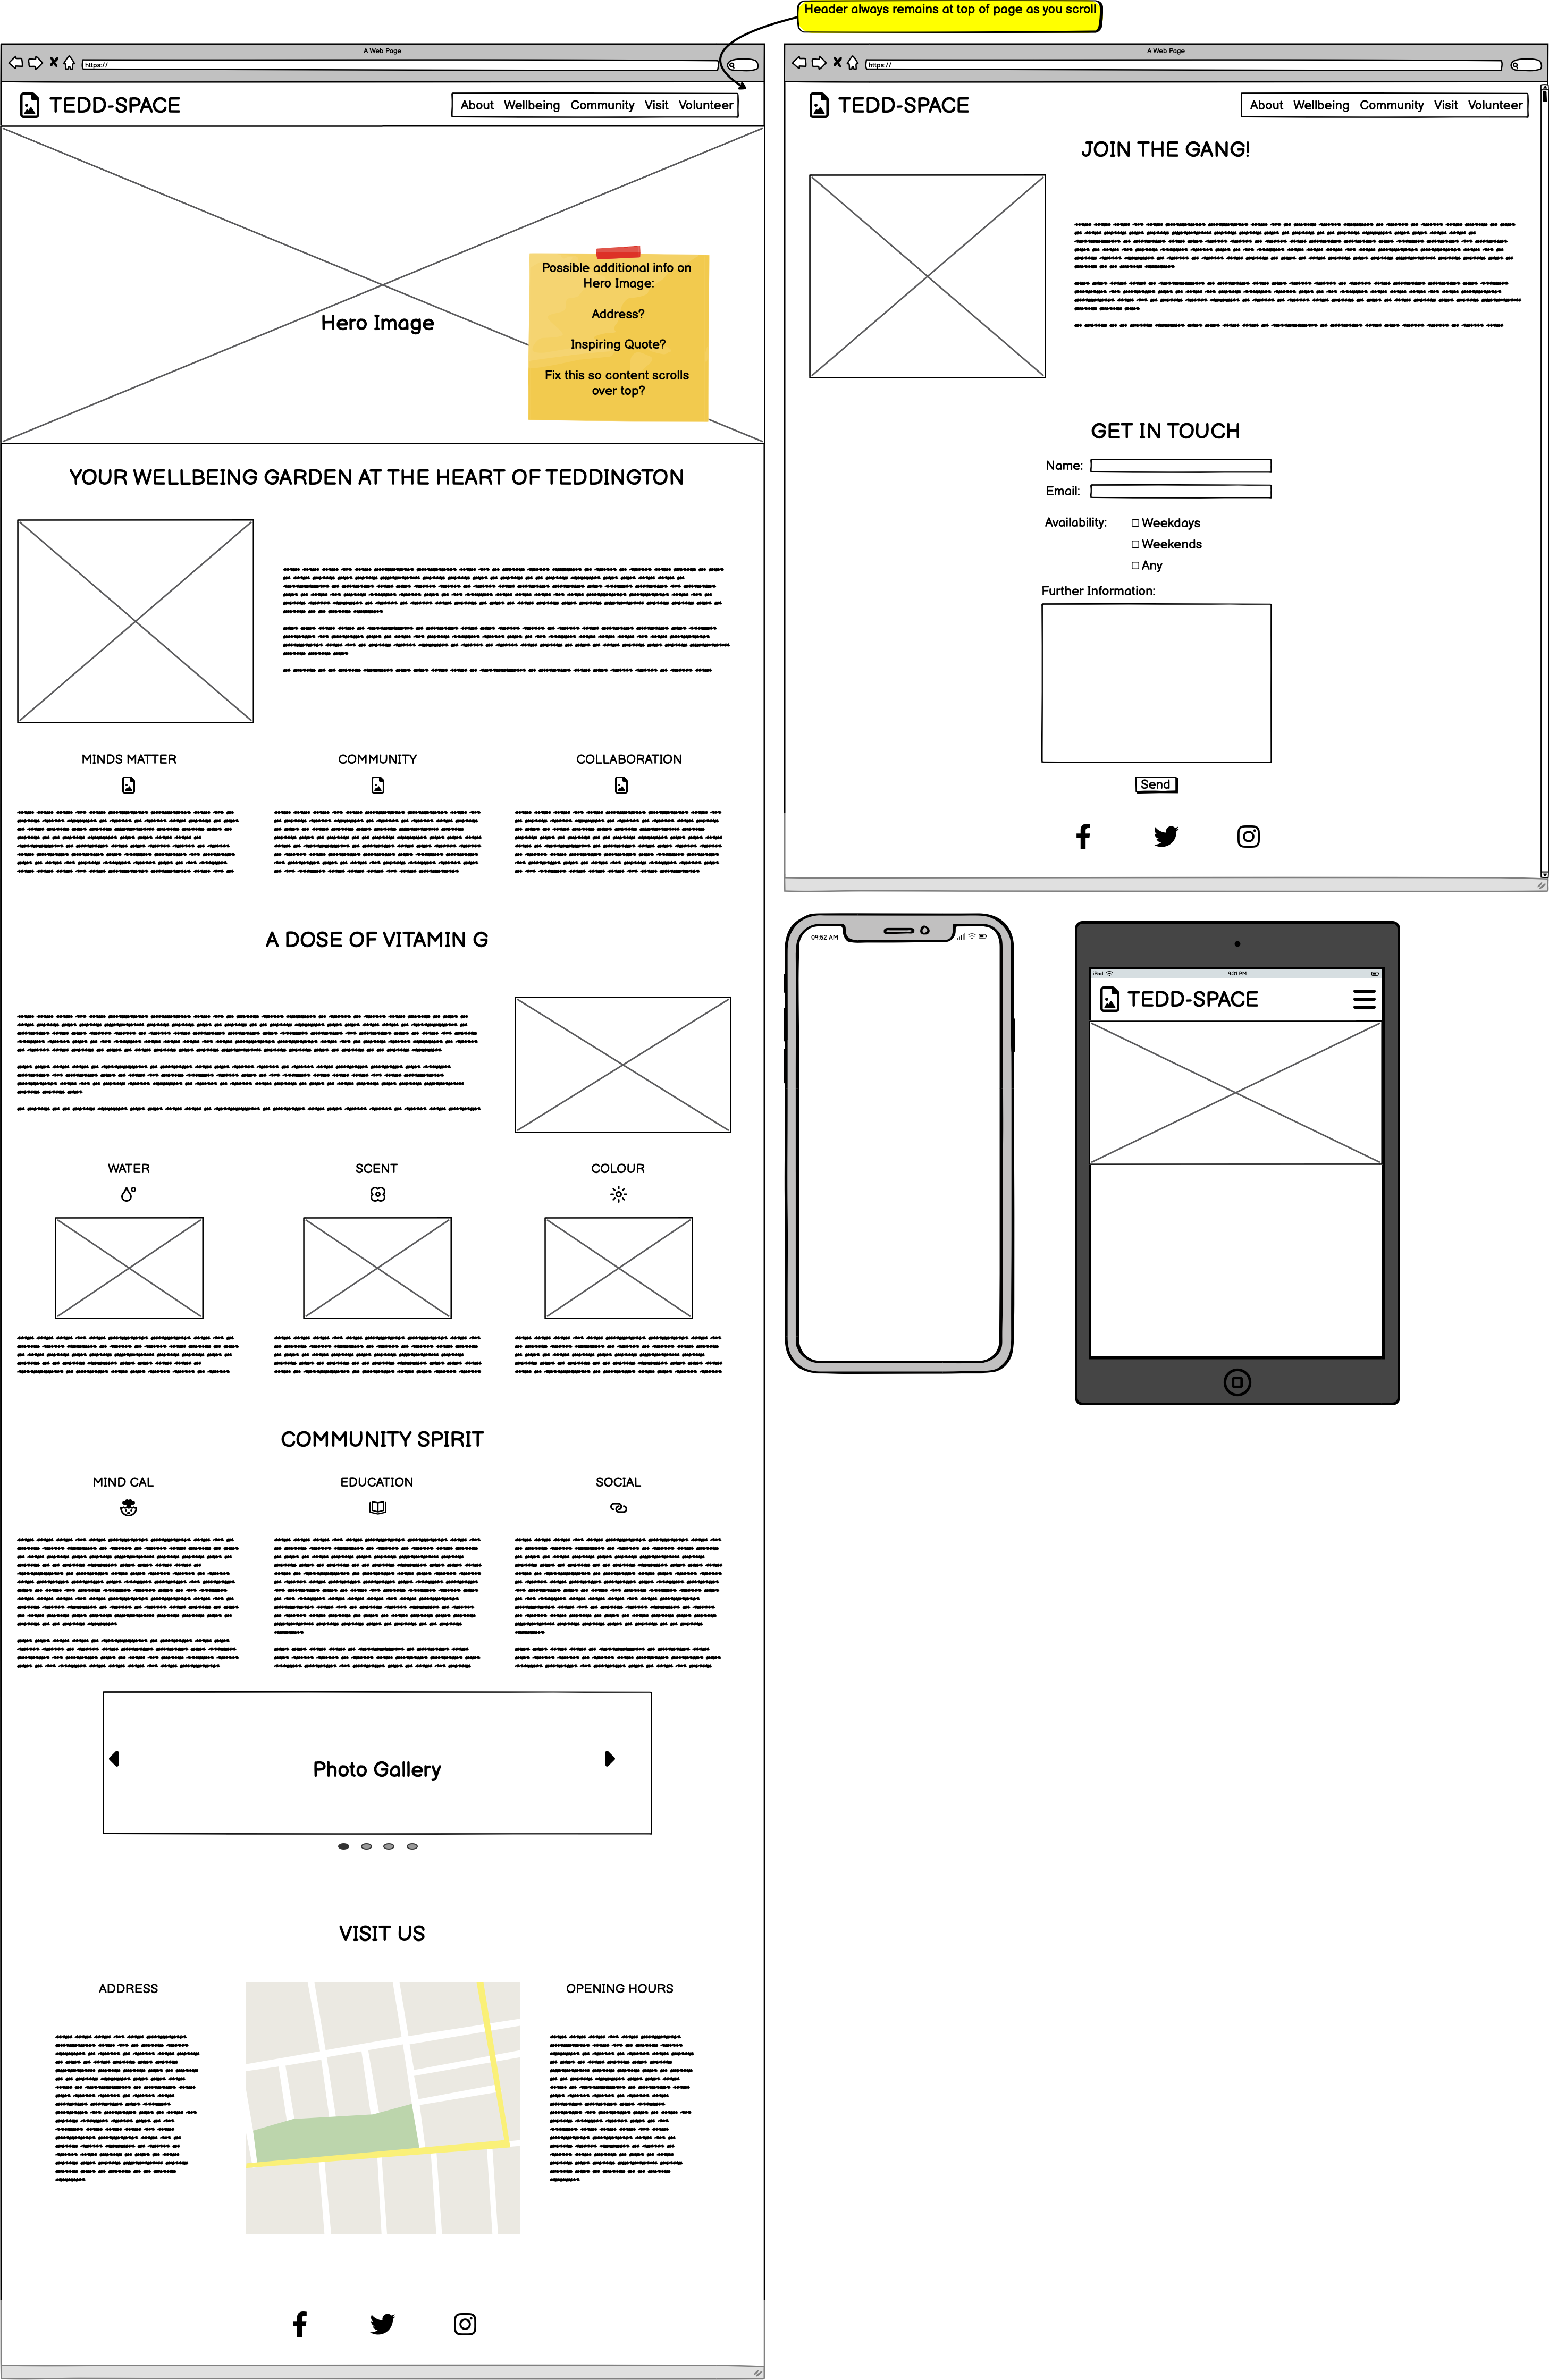 Header always remains at top of page as you scroll
A Web Page
https://
TEDD-SPACE
About Wellbeing Community Visit Volunteer
Hero Image
Possible additional info on
Hero Image:
Address?
Inspiring Quote?
Fix this so content scrolls
over top?
YOUR WELLBEING GARDEN AT THE HEART OF TEDDINGTON
MINDS MATTER
COMMUNITY
COLLABORATION
A DOSE OF VITAMIN G
WATER
SCENT
COLOUR
COMMUNITY SPIRIT
MIND CAL
EDUCATION
SOCIAL
Photo Gallery
VISIT US
ADDRESS
OPENING HOURS
A Web Page
https://
TEDD-SPACE
About Wellbeing Community Visit Volunteer
JOIN THE GANG!
GET IN TOUCH
Name:
Email:
Availability:
Weekdays
Weekends
Any
Further Information:
Send
09:52 AM
iPad
9:31 PM
TEDD-SPACE